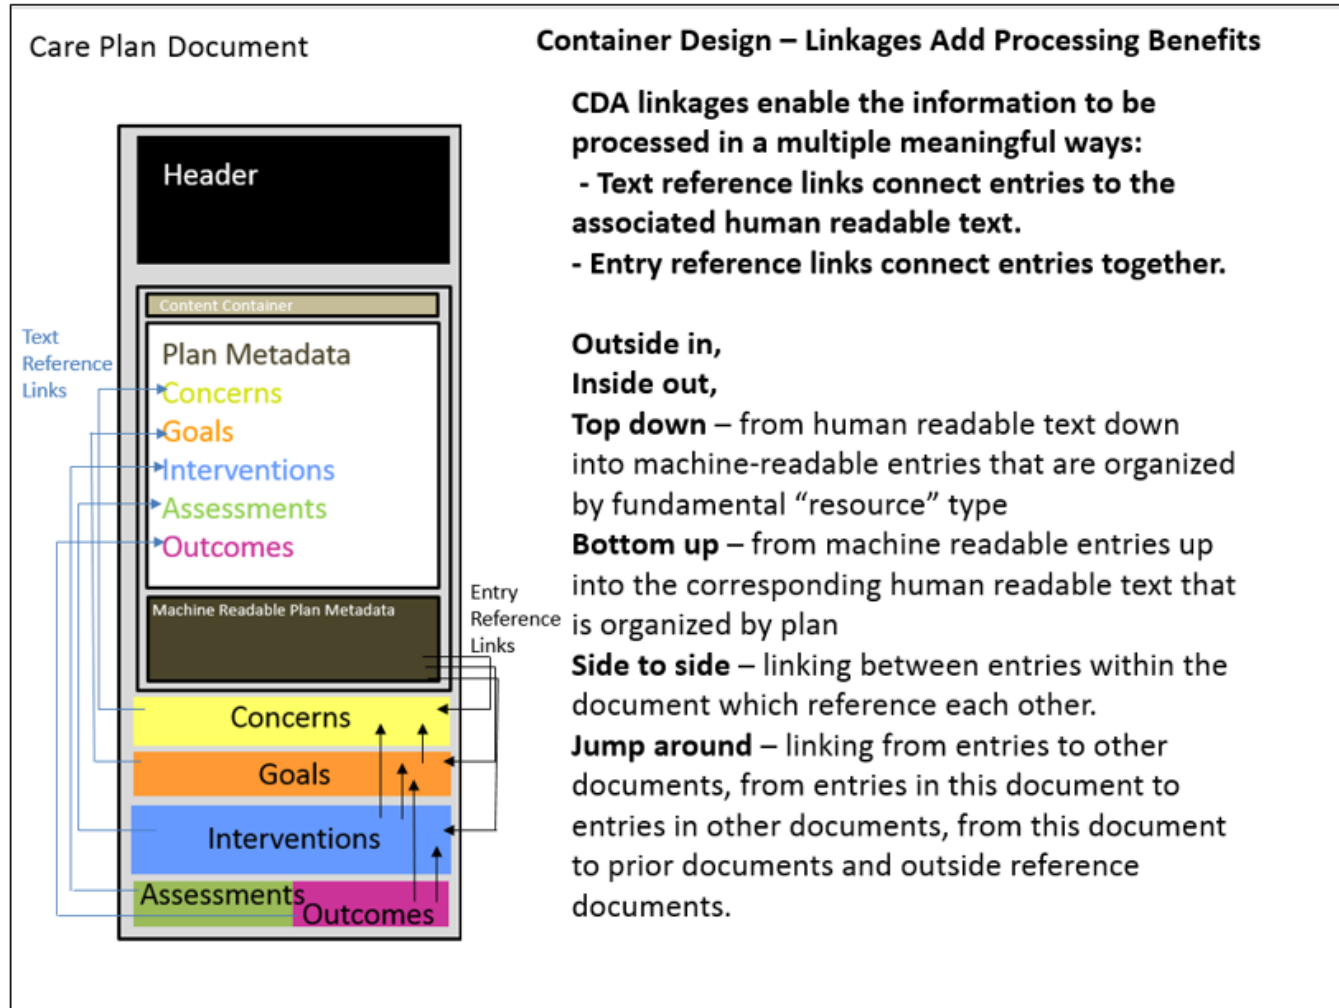 Care Plan Document
Container Design – Linkages Add Processing Benefits
CDA linkages enable the information to be
processed in a multiple meaningful ways:
- Text reference links connect entries to the
associated human readable text.
- Entry reference links connect entries together.
Outside in,
Inside out,
Top down – from human readable text down
into machine-readable entries that are organized
by fundamental “resource” type
Bottom up – from machine readable entries up
into the corresponding human readable text that
is organized by plan
Side to side – linking between entries within the
document which reference each other.
Jump around – linking from entries to other
documents, from entries in this document to
entries in other documents, from this document
to prior documents and outside reference
documents.
Header
Content Container
Text
Reference
Links
Plan Metadata
Concerns
Goals
Interventions
Assessments
Outcomes
Machine Readable Plan Metadata
Entry
Reference
Links
Concerns
Goals
Interventions
Assessments
Outcomes